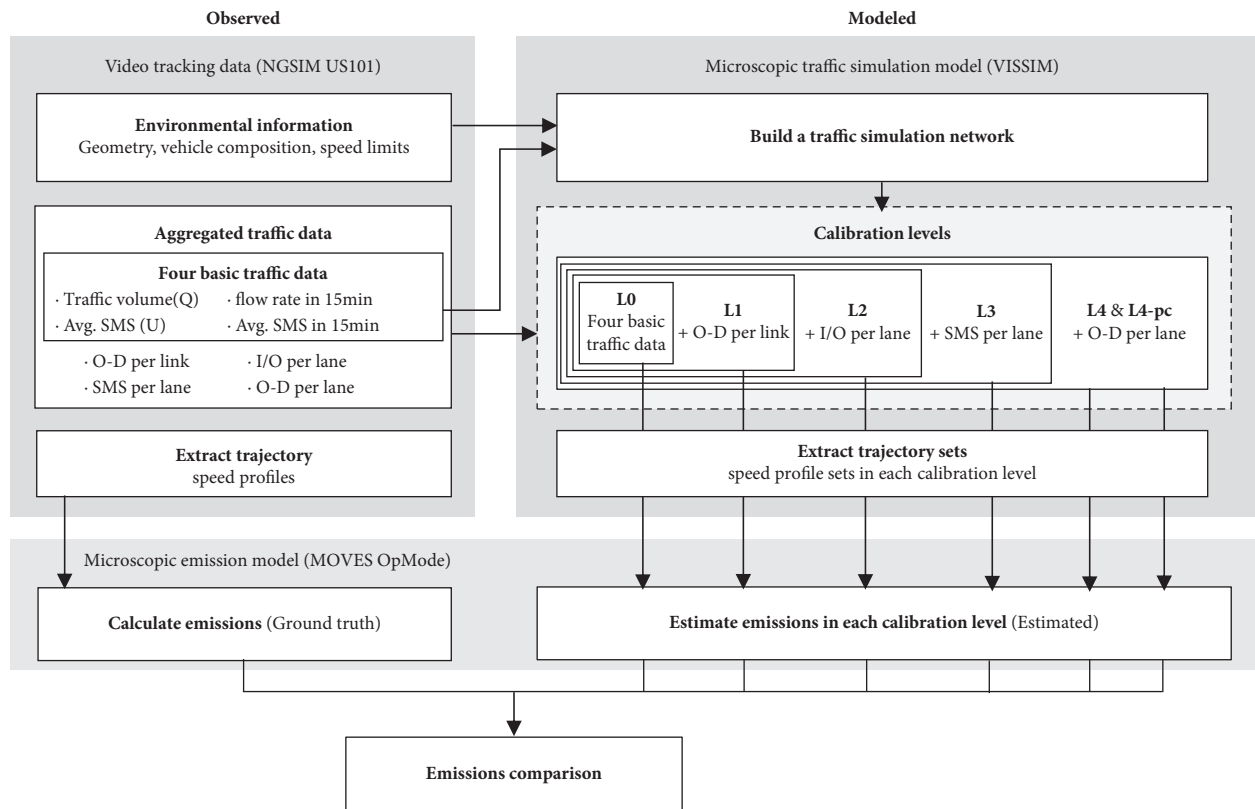 Observed
Modeled
Video tracking data (NGSIM US101)
Environmental information
Geometry, vehicle composition, speed limits
Aggregated traffic data
Four basic traffic data
· Traffic volume(Q)
· flow rate in 15min
· Avg. SMS (U)
· Avg. SMS in 15min
· O-D per link
· I/O per lane
· SMS per lane
· O-D per lane
Extract trajectory
speed profiles
Microscopic traffic simulation model (VISSIM)
Build a traffic simulation network
Calibration levels
L0
Four basic
traffic data
L1
+ O-D per link
L2
+ I/O per lane
L3
+ SMS per lane
L4 & L4-pc
+ O-D per lane
Extract trajectory sets
speed profile sets in each calibration level
Microscopic emission model (MOVES OpMode)
Calculate emissions (Ground truth)
Estimate emissions in each calibration level (Estimated)
Emissions comparison